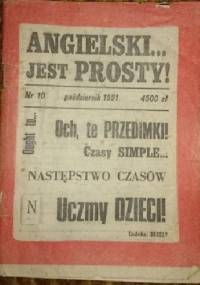 ANGIELSKI...
JEST PROSTY!
Nr 10 październik 1991 4500 zł
Ought to...
Och, te PRZEDIMKI!
Czasy SIMPLE...
NASTĘPSTWO CZASÓW
N
Uczmy DZIECI!
Indeks